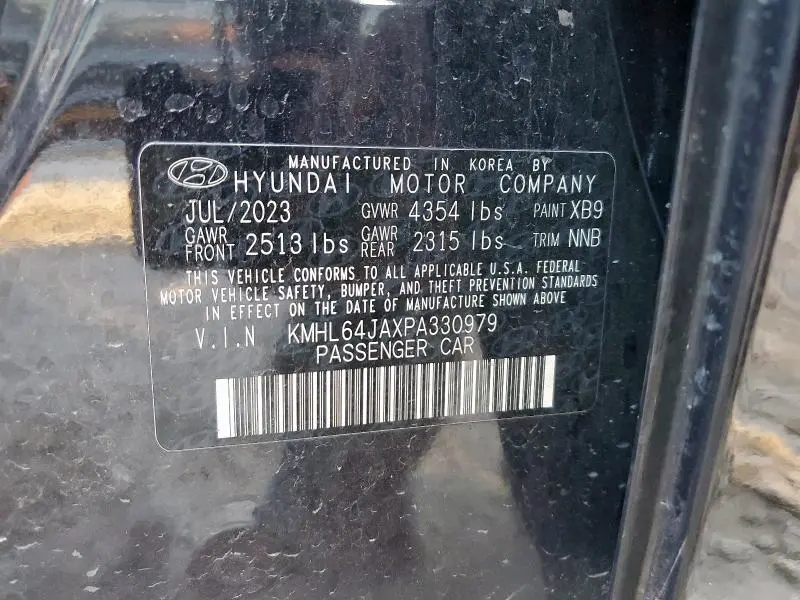 MANUFACTURED IN KOREA BY
HYUNDAI MOTOR COMPANY
JUL/2023 GVWR 4354 lbs PAINT XB9
GAWR FRONT 2513 lbs GAWR REAR 2315 lbs TRIM NNB
THIS VEHICLE CONFORMS TO ALL APPLICABLE U.S.A. FEDERAL
MOTOR VEHICLE SAFETY, BUMPER, AND THEFT PREVENTION STANDARDS
IN EFFECT ON THE DATE OF MANUFACTURE SHOWN ABOVE
V.I.N KMHL64JAXPA330979
PASSENGER CAR